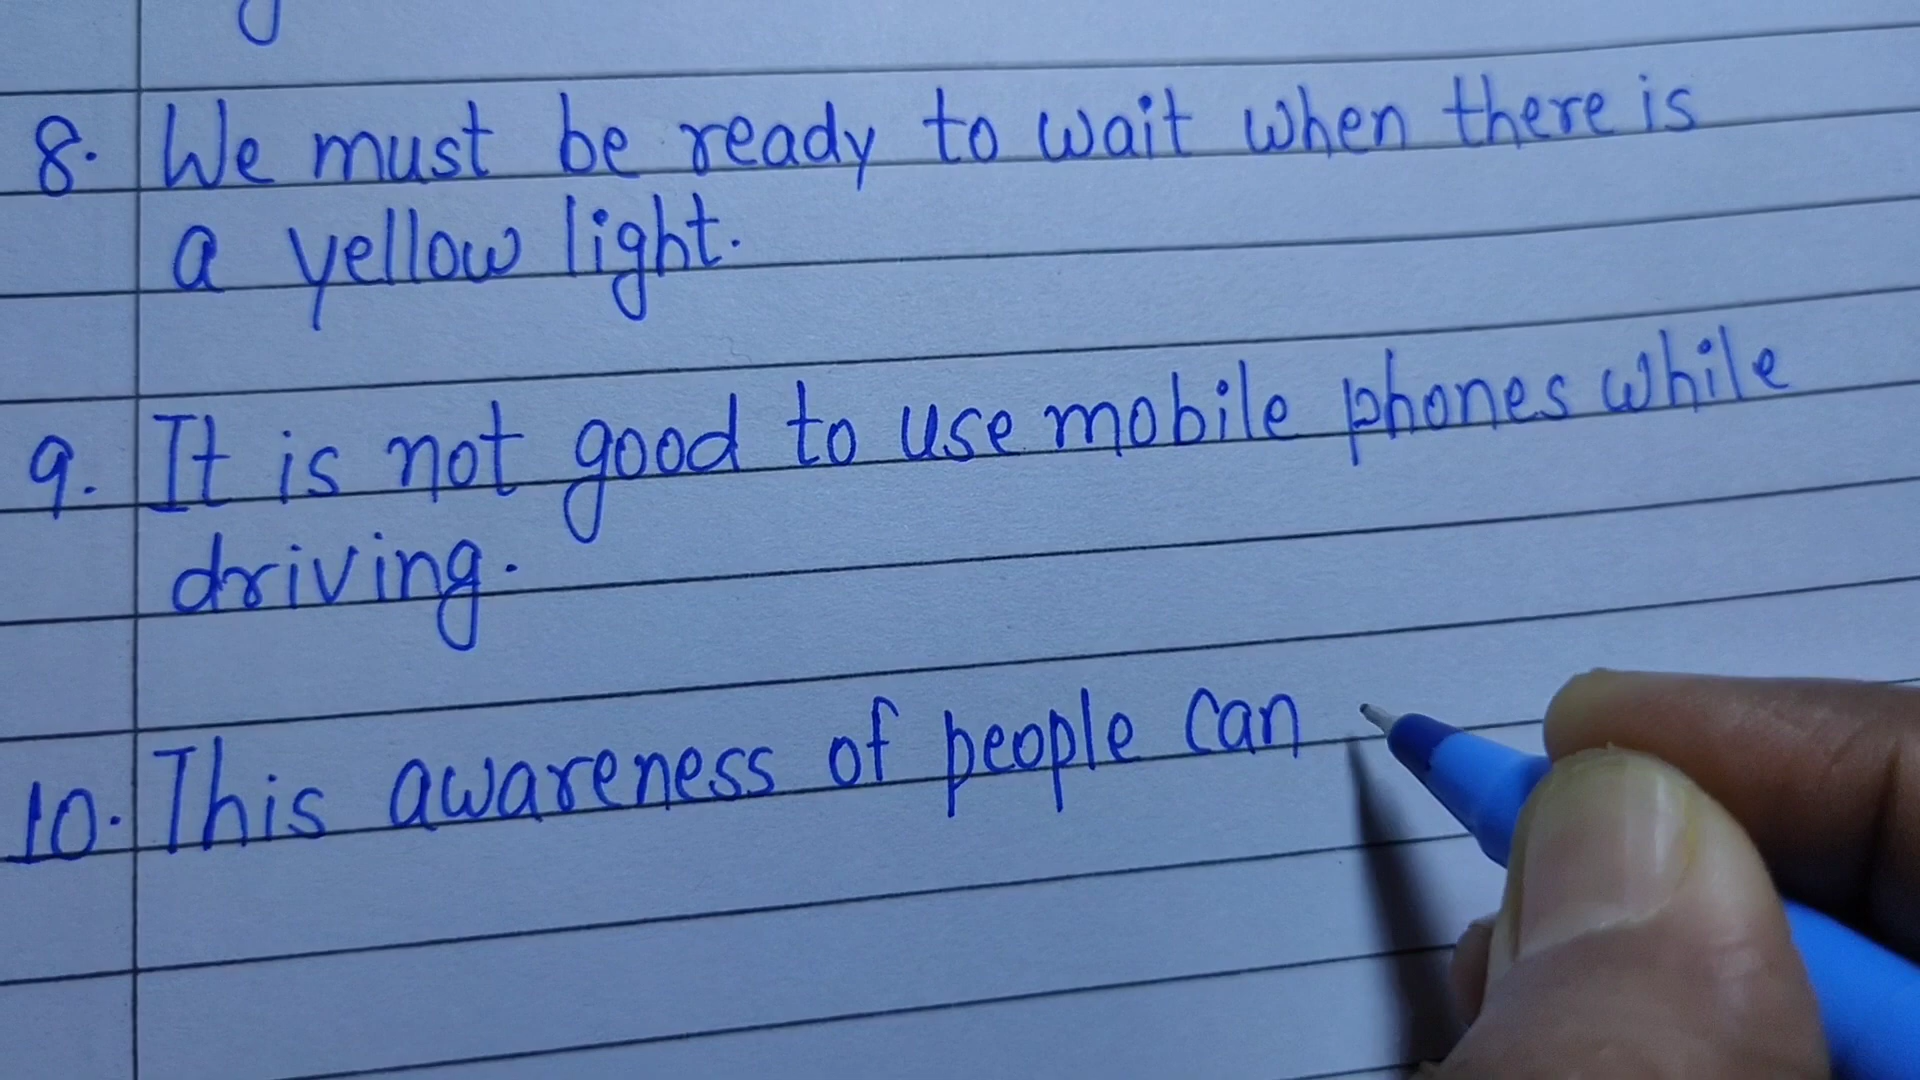 8. We must be ready to wait when there is
a yellow light.
9. It is not good to use mobile phones while
driving.
10. This awareness of people can